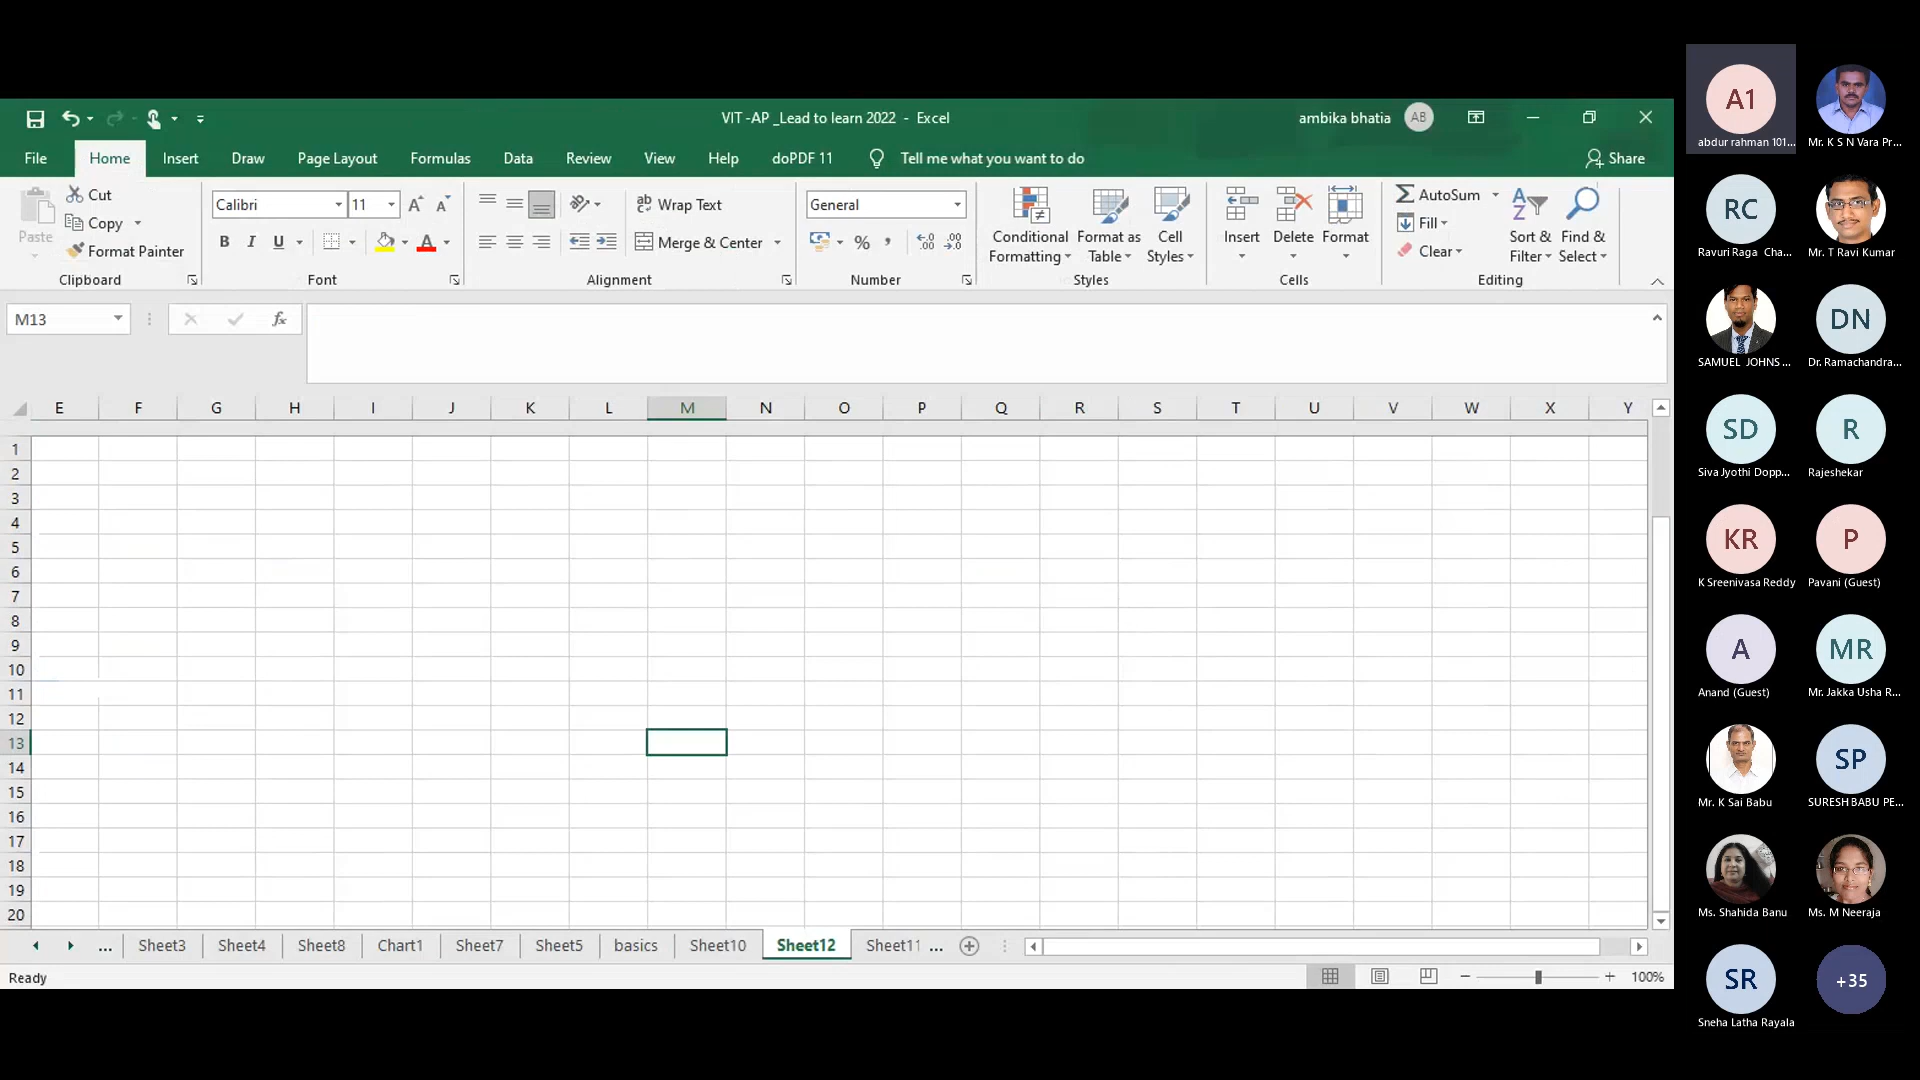 VIT -AP _Lead to learn 2022 - Excel
ambika bhatia AB
File Home Insert Draw Page Layout Formulas Data Review View Help doPDF 11 Tell me what you want to do Share
Paste
Cut
Copy
Format Painter
Clipboard
Calibri 11
B I U
Font
Wrap Text
Merge & Center
Alignment
General
Number
Conditional Formatting
Format as Table
Cell Styles
Styles
Insert Delete Format
Cells
AutoSum
Fill
Clear
Sort & Filter
Find & Select
Editing
M13 fx
E F G H I J K L M N O P Q R S T U V W X Y
1
2
3
4
5
6
7
8
9
10
11
12
13
14
15
16
17
18
19
20
... Sheet3 Sheet4 Sheet8 Chart1 Sheet7 Sheet5 basics Sheet10 Sheet12 Sheet11 ...
Ready 100%
A1
abdur rahman 101... Mr. K S N Vara Pr...
RC
Ravuri Raga Cha... Mr. T Ravi Kumar
DN
SAMUEL JOHNS ... Dr. Ramachandra...
SD R
Siva Jyothi Dopp... Rajeshekar
KR P
K Sreenivasa Reddy Pavani (Guest)
A MR
Anand (Guest) Mr. Jakka Usha R...
SP
Mr. K Sai Babu SURESH BABU PE...
Ms. Shahida Banu Ms. M Neeraja
SR +35
Sneha Latha Rayala